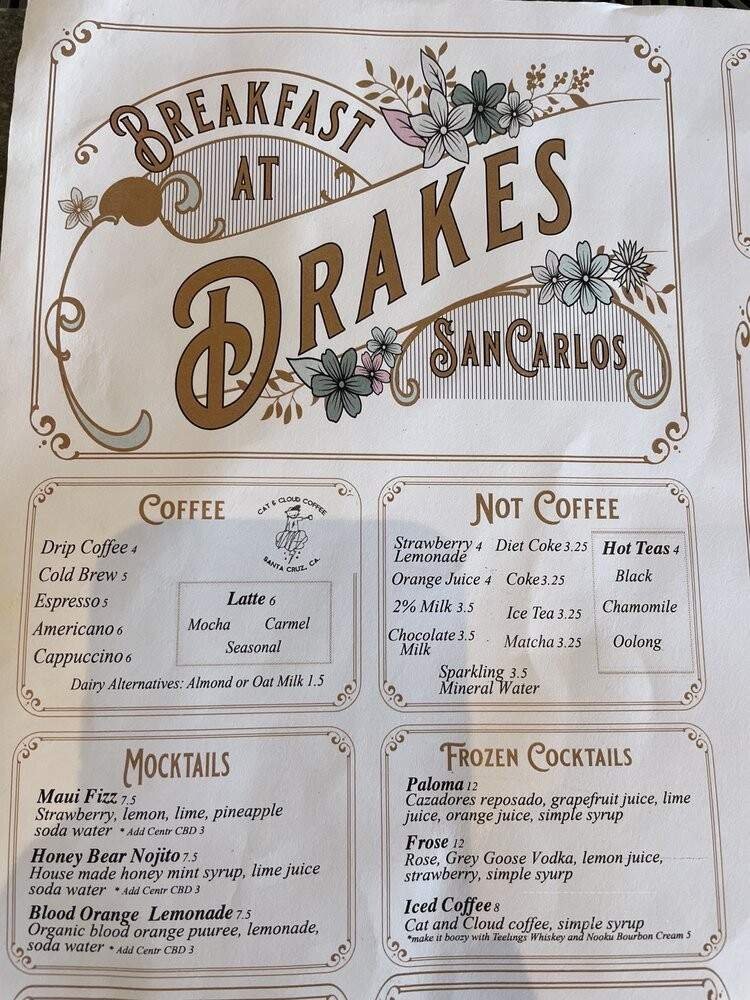 BREAKFAST
AT
DRAKES
SAN CARLOS
COFFEE
CAT & CLOUD COFFEE
SANTA CRUZ, CA.
Drip Coffee 4
Cold Brew 5
Espresso 5
Americano 6
Cappuccino 6
Latte 6
Mocha Carmel
Seasonal
Dairy Alternatives: Almond or Oat Milk 1.5
NOT COFFEE
Strawberry 4
Lemonade
Orange Juice 4
2% Milk 3.5
Chocolate 3.5
Milk
Diet Coke 3.25
Coke 3.25
Ice Tea 3.25
Matcha 3.25
Sparkling 3.5
Mineral Water
Hot Teas 4
Black
Chamomile
Oolong
MOCKTAILS
Maui Fizz 7.5
Strawberry, lemon, lime, pineapple
soda water * Add Centr CBD 3
Honey Bear Nojito 7.5
House made honey mint syrup, lime juice
soda water * Add Centr CBD 3
Blood Orange Lemonade 7.5
Organic blood orange puuree, lemonade,
soda water * Add Centr CBD 3
FROZEN COCKTAILS
Paloma 12
Cazadores reposado, grapefruit juice, lime
juice, orange juice, simple syrup
Frose 12
Rose, Grey Goose Vodka, lemon juice,
strawberry, simple syurp
Iced Coffee 8
Cat and Cloud coffee, simple syrup
*make it boozy with Teelings Whiskey and Nooku Bourbon Cream 5